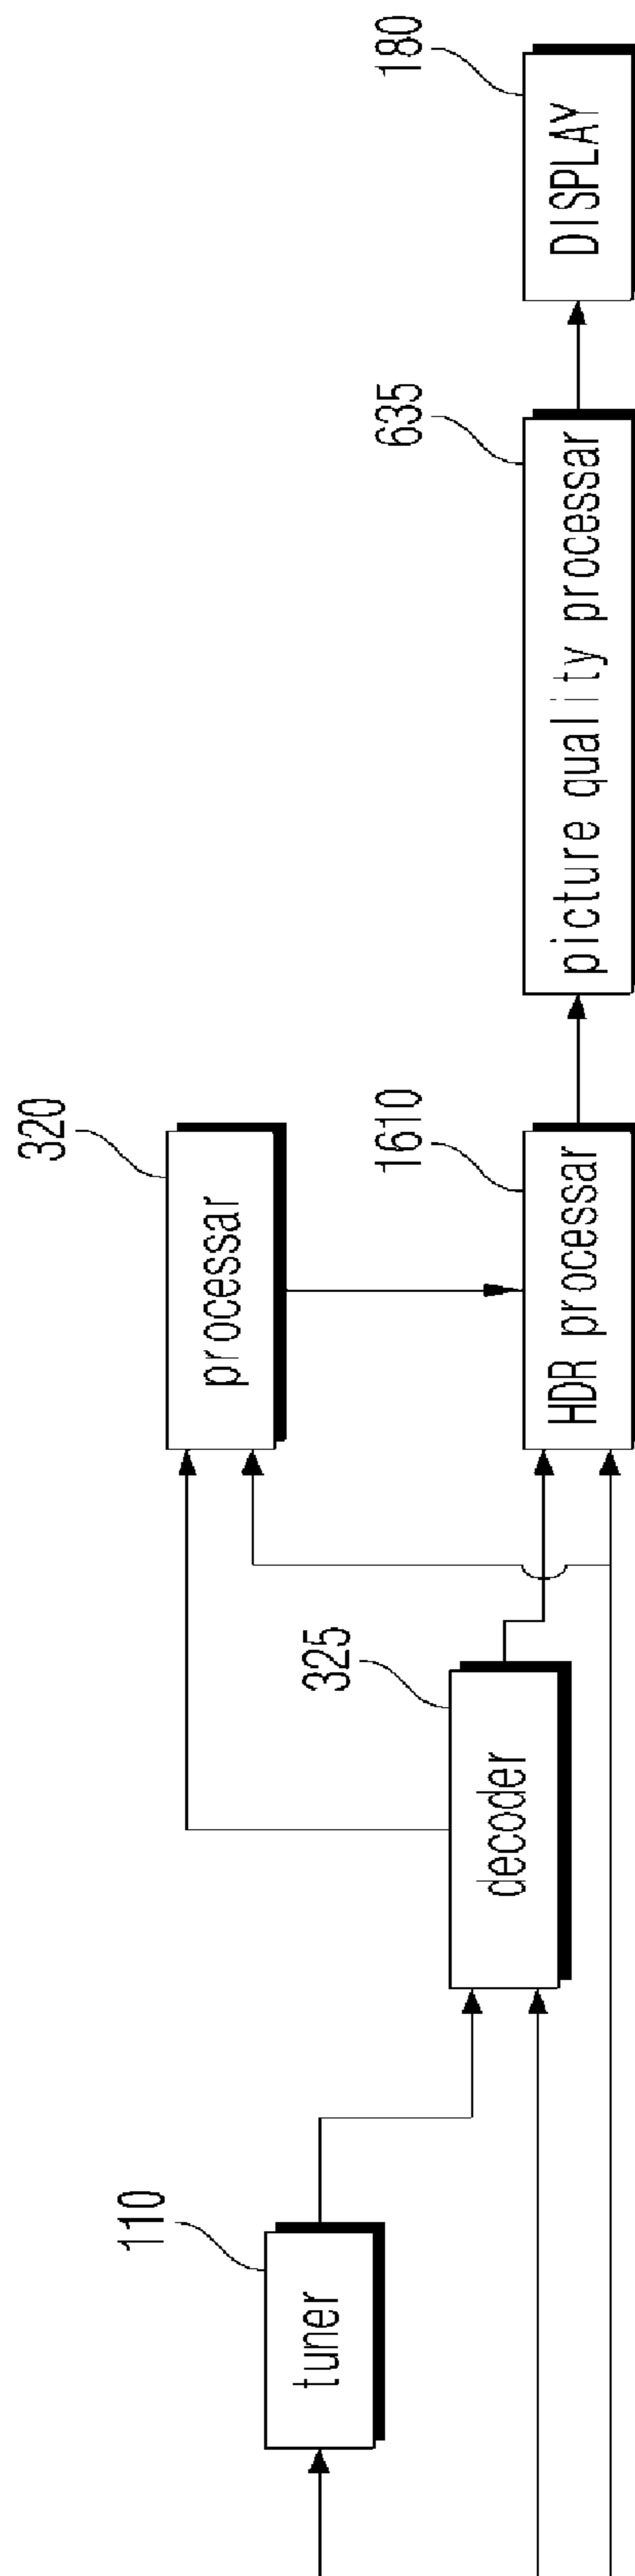 110
tuner
325
decoder
320
processar
1610
HDR processar
635
picture quality processar
180
DISPLAY